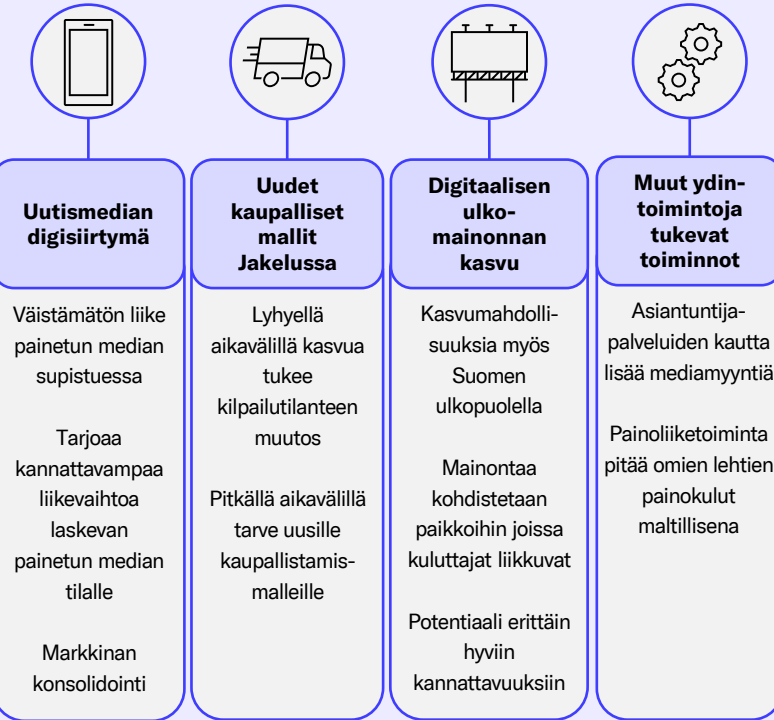 Uutismedian
digisiirtymä
Väistämätön liike
painetun median
supistuessa
Tarjoaa
kannattavampaa
liikevaihtoa
laskevan
painetun median
tilalle
Markkinan
konsolidointi
Uudet
kaupalliset
mallit
Jakelussa
Lyhyellä
aikavälillä kasvua
tukee
kilpailutilanteen
muutos
Pitkällä aikavälillä
tarve uusille
kaupallistamis-
malleille
Digitaalisen
ulko-
mainonnan
kasvu
Kasvumahdolli-
suuksia myös
Suomen
ulkopuolella
Mainontaa
kohdistetaan
paikkoihin joissa
kuluttajat liikkuvat
Potentiaali erittäin
hyviin
kannattavuuksiin
Muut ydin-
toimintoja
tukevat
toiminnot
Asiantuntija-
palveluiden kautta
lisää mediamyyntiä
Painoliiketoiminta
pitää omien lehtien
painokulut
maltillisena